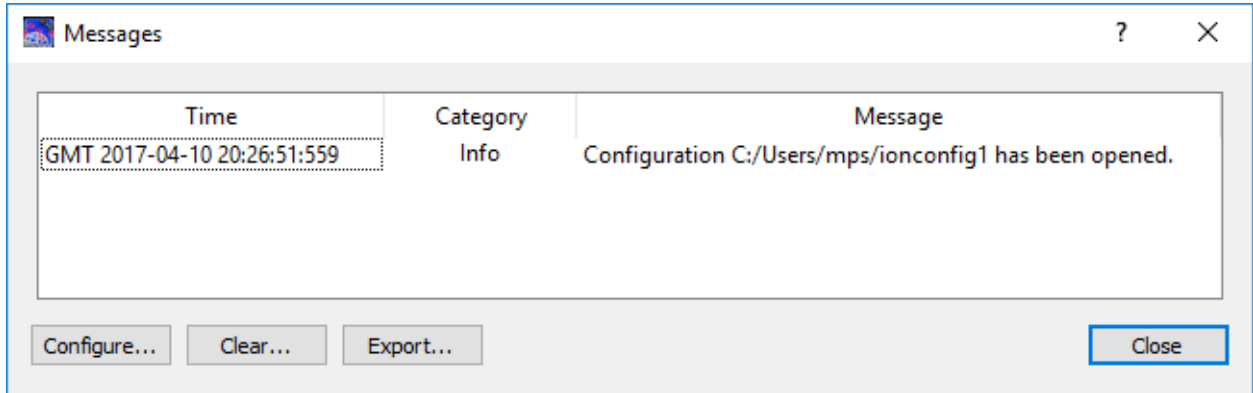 Messages
?
Time Category Message
GMT 2017-04-10 20:26:51:559 Info Configuration C:/Users/mps/ionconfig1 has been opened.
Configure... Clear... Export... Close